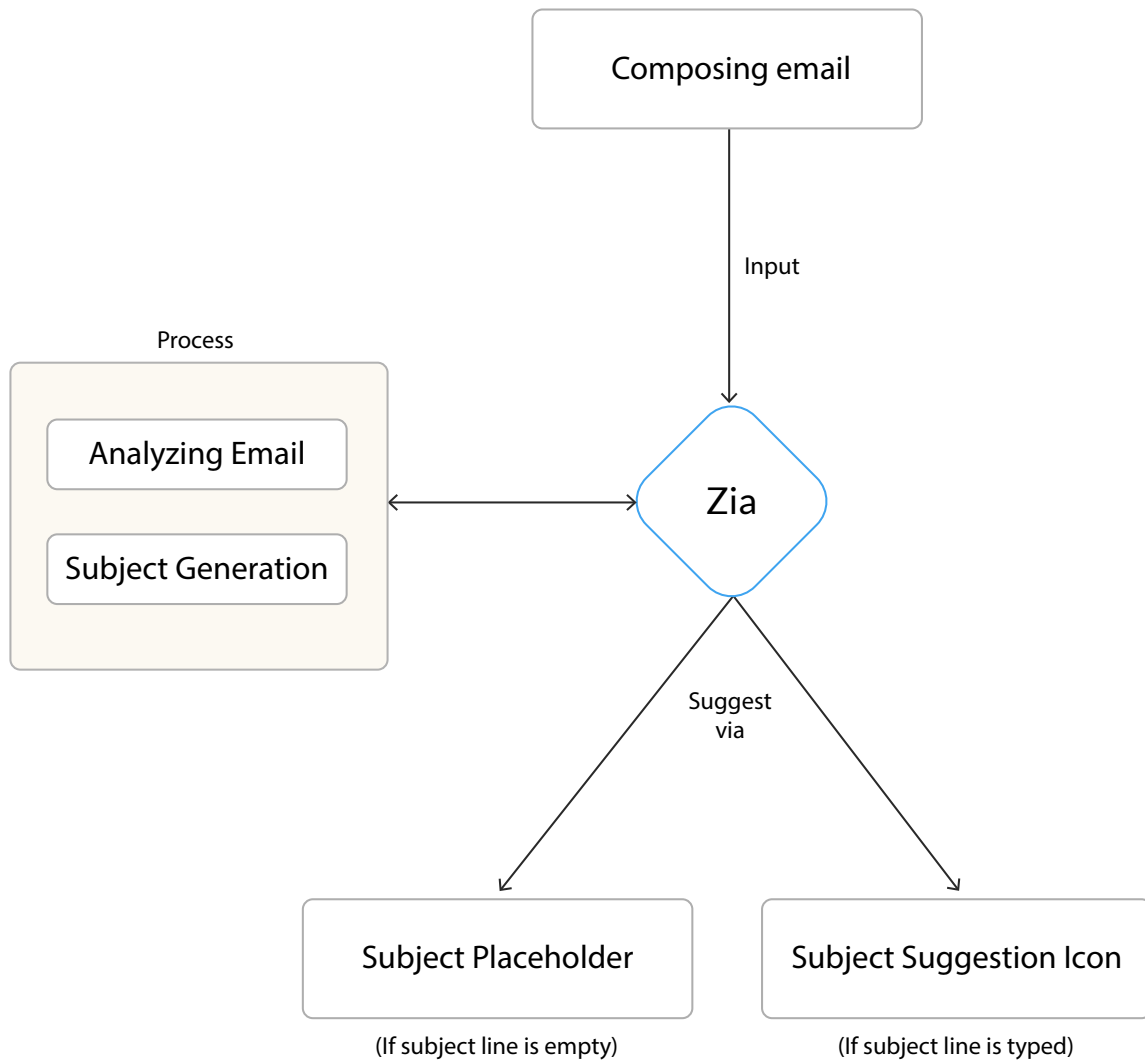 Composing email
Input
Process
Analyzing Email
Subject Generation
Zia
Suggest
via
Subject Placeholder
(If subject line is empty)
Subject Suggestion Icon
(If subject line is typed)